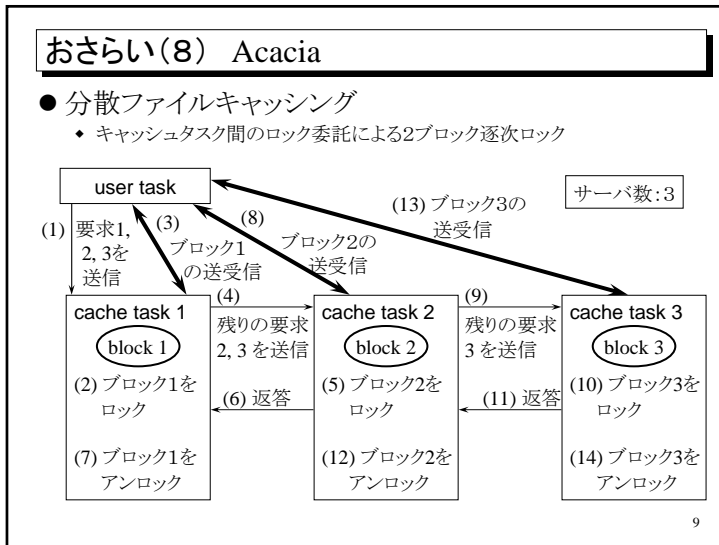 おさらい(８) Acacia
● 分散ファイルキャッシング
◆ キャッシュタスク間のロック委託による２ブロック逐次ロック
user task
サーバ数:３
(1) 要求1,
2, 3を
送信
(3)
ブロック１
の送受信
(8)
ブロック２の
送受信
(13) ブロック３の
送受信
cache task 1
block 1
(2) ブロック1を
ロック
(7) ブロック1を
アンロック
(4)
残りの要求
2, 3 を送信
(6) 返答
cache task 2
block 2
(5) ブロック2を
ロック
(12) ブロック2を
アンロック
(9)
残りの要求
3 を送信
(11) 返答
cache task 3
block 3
(10) ブロック3を
ロック
(14) ブロック3を
アンロック
9